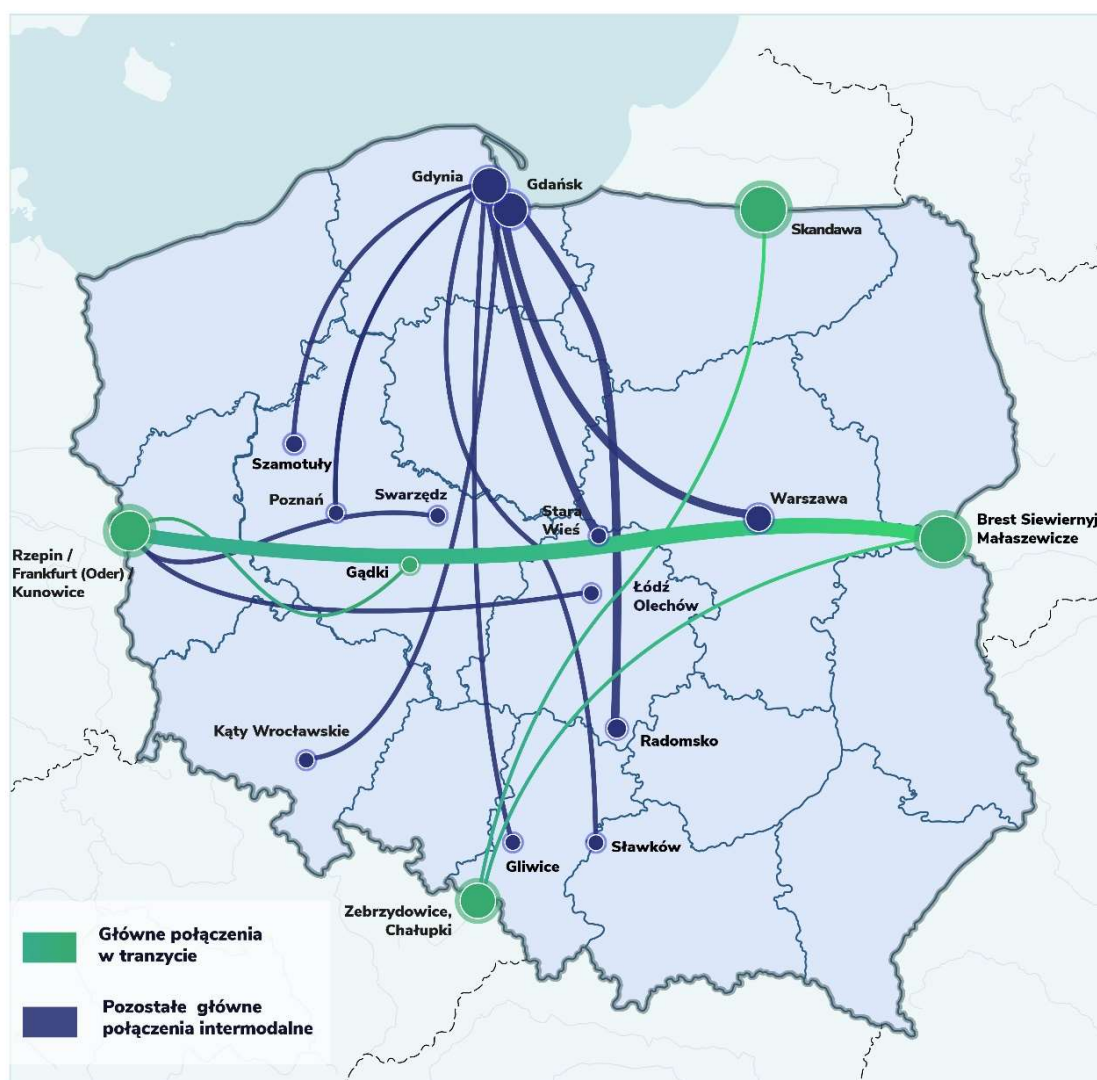 Gdynia
Gdańsk
Skandawa
Szamotuły
Poznań
Swarzędz
Stara
Wieś
Warszawa
Brest Siewiernyj
Małaszewicze
Rzepin /
Frankfurt (Oder) /
Kunowice
Gądki
Łódź
Olechów
Kąty Wrocławskie
Radomsko
Gliwice
Sławków
Zebrzydowice,
Chałupki
Główne połączenia
w tranzycie
Pozostałe główne
połączenia intermodalne